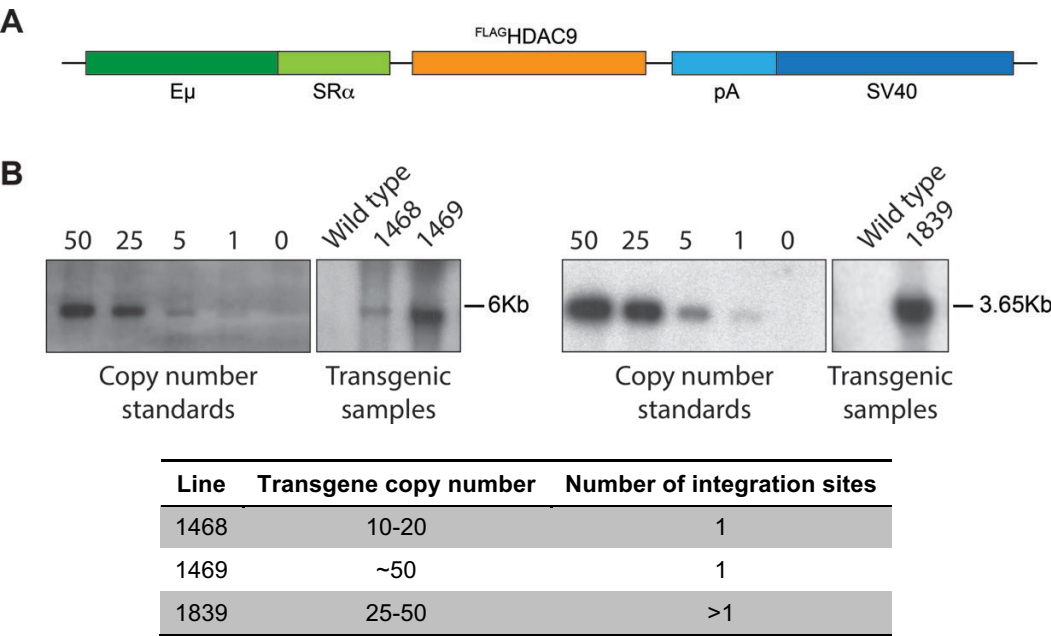 A
FLAGHDAC9
Eµ SRα pA SV40
B
50 25 5 1 0 Wild type 1468 1469 50 25 5 1 0 Wild type 1839
6Kb 3.65Kb
Copy number standards Transgenic samples Copy number standards Transgenic samples
Line Transgene copy number Number of integration sites
1468 10-20 1
1469 ~50 1
1839 25-50 >1